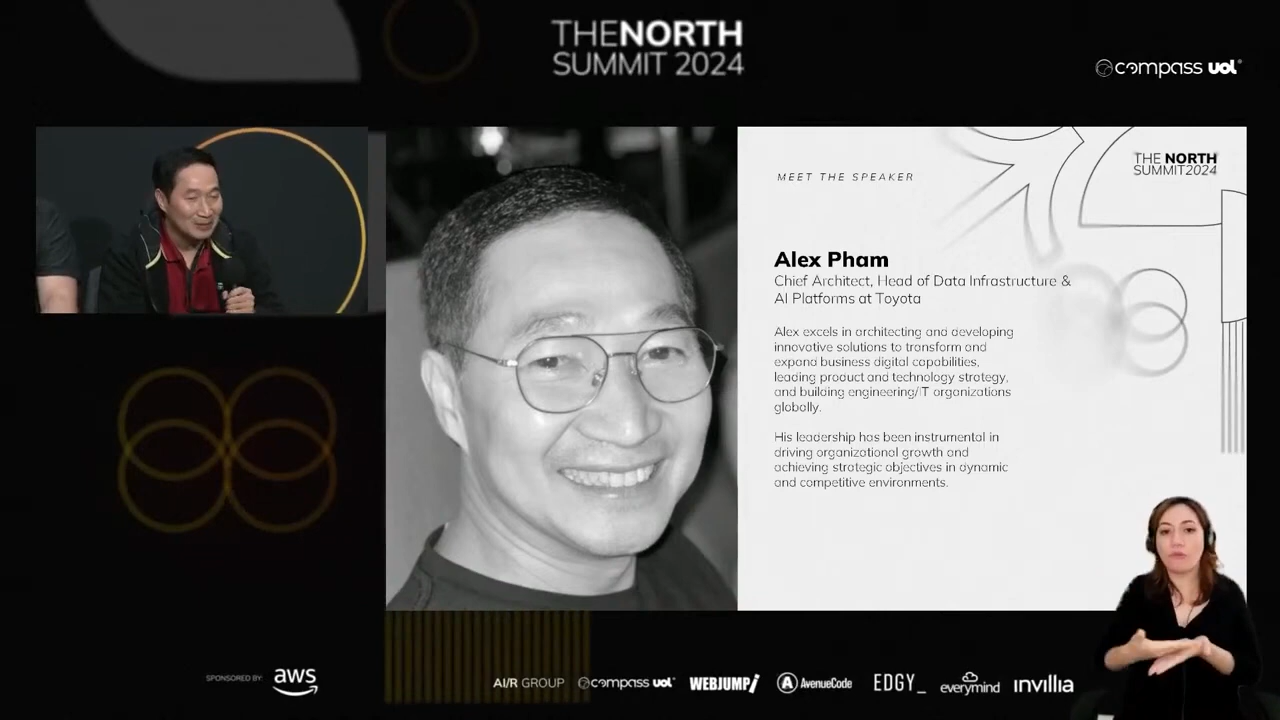 THENORTH
SUMMIT 2024
compass uol
MEET THE SPEAKER
THE NORTH
SUMMIT2024
Alex Pham
Chief Architect, Head of Data Infrastructure &
AI Platforms at Toyota
Alex excels in architecting and developing
innovative solutions to transform and
expand business digital capabilities,
leading product and technology strategy,
and building engineering/IT organizations
globally.
His leadership has been instrumental in
driving organizational growth and
achieving strategic objectives in dynamic
and competitive environments.
SPONSORED BY: aws
AI/R GROUP compass uol WEBJUMP AvenueCode EDGY_ everymind invillia